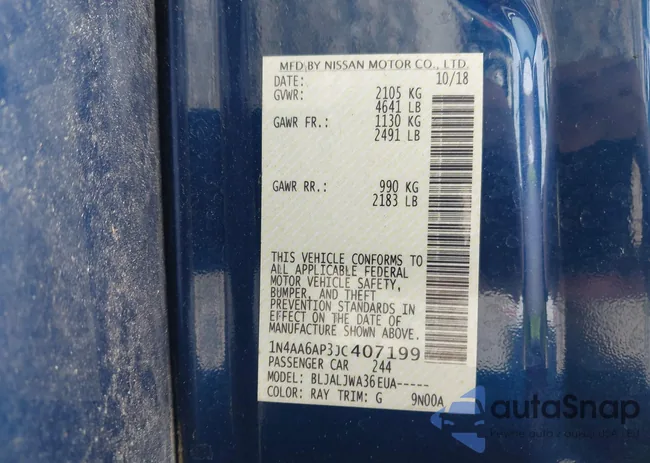 MFD BY NISSAN MOTOR CO., LTD.
DATE: 10/18
GVWR: 2105 KG
4641 LB
GAWR FR.: 1130 KG
2491 LB
GAWR RR.: 990 KG
2183 LB
THIS VEHICLE CONFORMS TO
ALL APPLICABLE FEDERAL
MOTOR VEHICLE SAFETY,
BUMPER, AND THEFT
PREVENTION STANDARDS IN
EFFECT ON THE DATE OF
MANUFACTURE SHOWN ABOVE.
1N4AA6AP3JC407199
PASSENGER CAR 244
MODEL: BLJALJWA36EUA-----
COLOR: RAY TRIM: G 9N00A
autaSnap